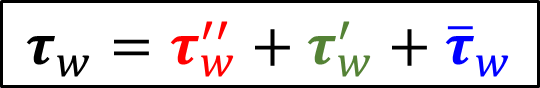 𝝉_w = 𝝉″_w + 𝝉′_w + 𝝉̄_w